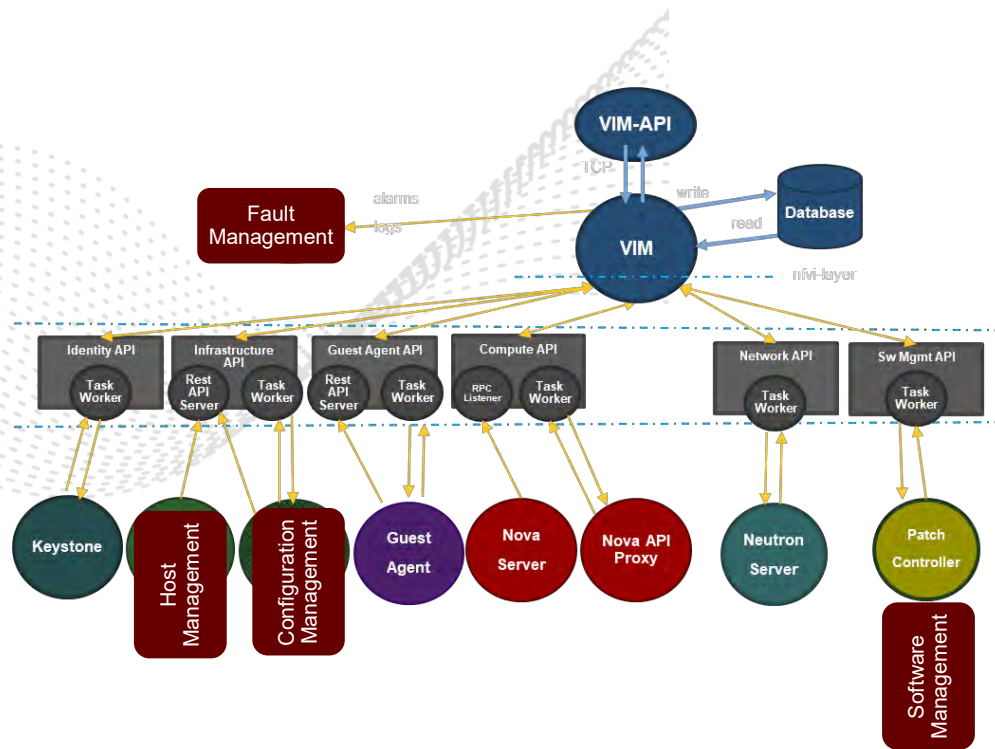 VIM-API
TCP
write
Database
read
alarms
logs
Fault
Management
VIM
nfvi-layer
Identity API
Task
Worker
Infrastructure
API
Rest
API
Server
Task
Worker
Guest Agent API
Rest
API
Server
Task
Worker
Compute API
RPC
Listener
Task
Worker
Network API
Task
Worker
Sw Mgmt API
Task
Worker
Keystone
Host
Management
Configuration
Management
Guest
Agent
Nova
Server
Nova API
Proxy
Neutron
Server
Patch
Controller
Software
Management